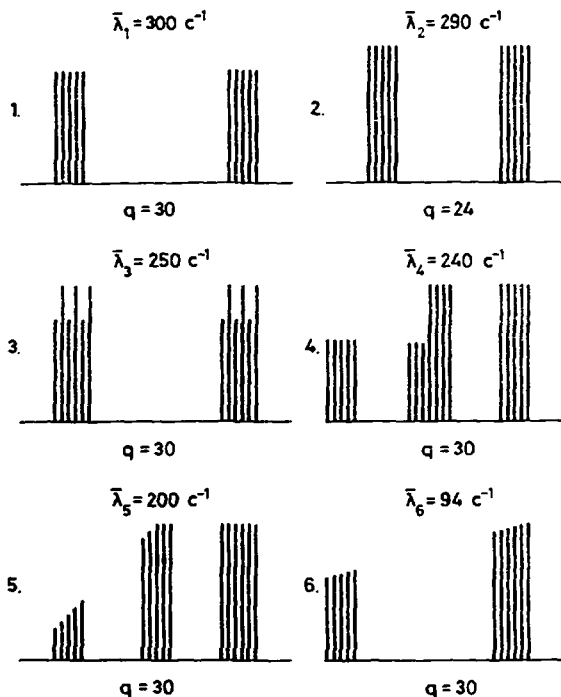 λ̄₁ = 300 c⁻¹
λ̄₂ = 290 c⁻¹
1.
2.
q = 30
q = 24
λ̄₃ = 250 c⁻¹
λ̄₄ = 240 c⁻¹
3.
4.
q = 30
q = 30
λ̄₅ = 200 c⁻¹
λ̄₆ = 94 c⁻¹
5.
6.
q = 30
q = 30